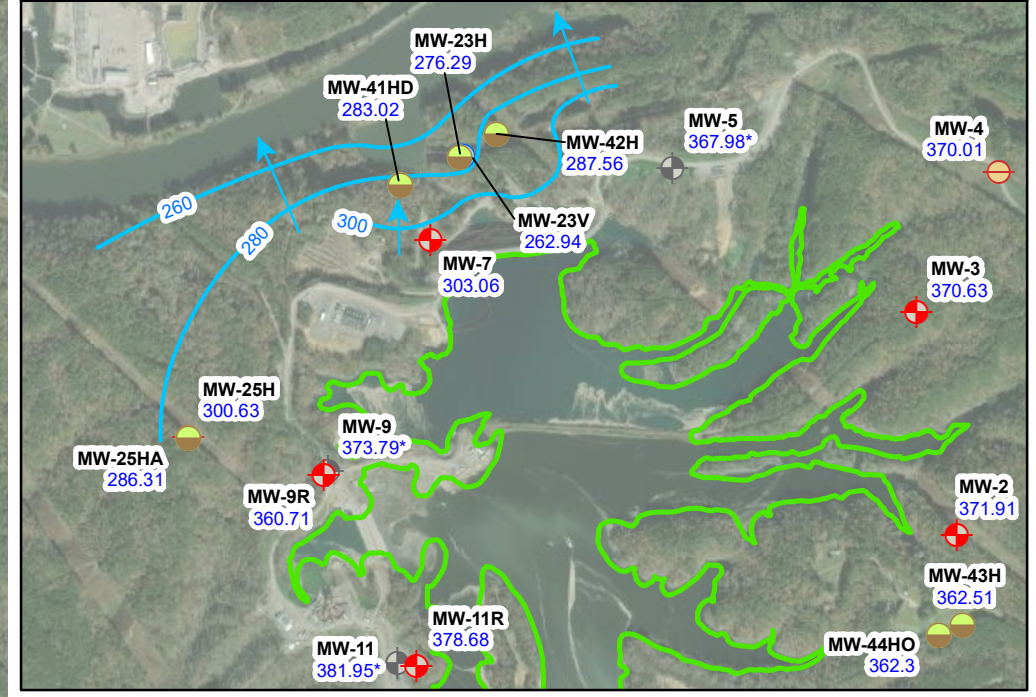 MW-23H
276.29
MW-41HD
283.02
MW-5
367.98*
MW-4
370.01
MW-42H
287.56
260
280
300
MW-23V
262.94
MW-7
303.06
MW-3
370.63
MW-25H
300.63
MW-25HA
286.31
MW-9
373.79*
MW-9R
360.71
MW-2
371.91
MW-43H
362.51
MW-11R
378.68
MW-11
381.95*
MW-44HO
362.3